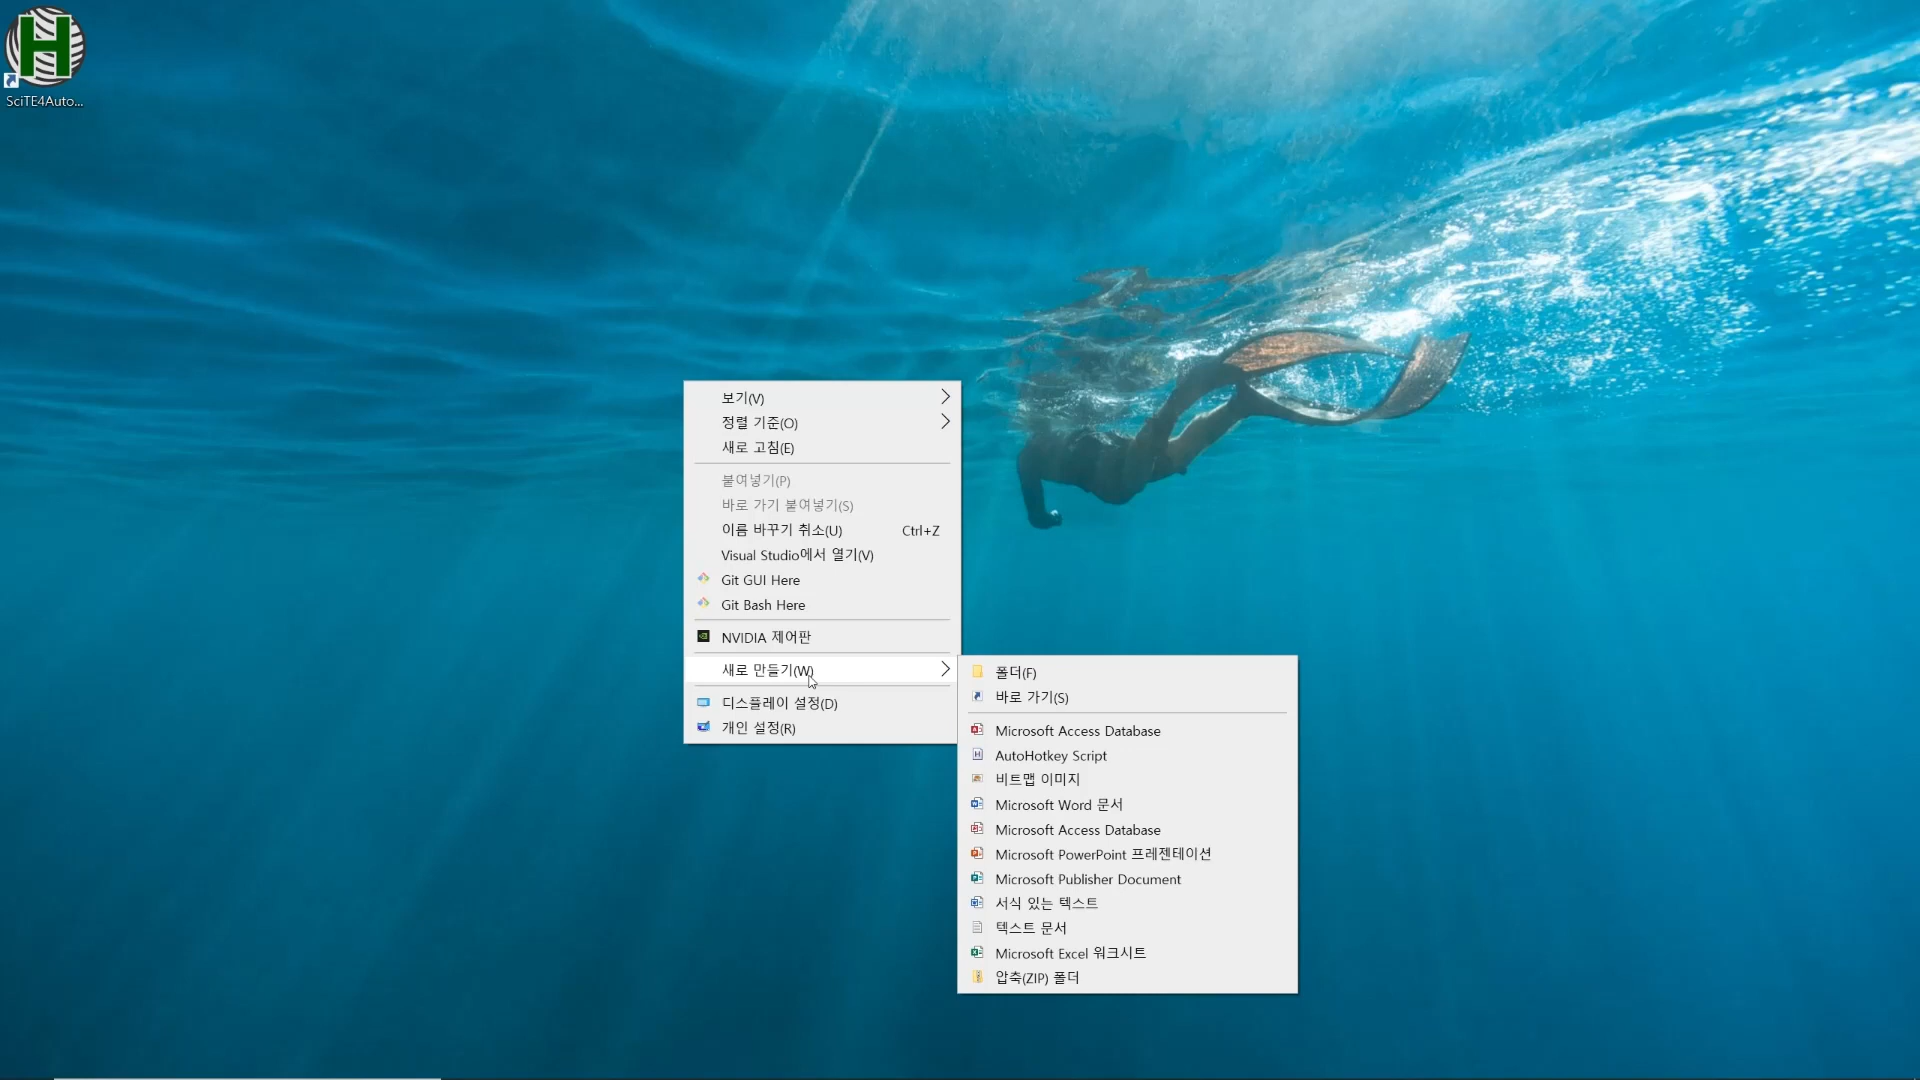 SciTE4Auto...
보기(V)
정렬 기준(O)
새로 고침(E)
붙여넣기(P)
바로 가기 붙여넣기(S)
이름 바꾸기 취소(U) Ctrl+Z
Visual Studio에서 열기(V)
Git GUI Here
Git Bash Here
NVIDIA 제어판
새로 만들기(W)
디스플레이 설정(D)
개인 설정(R)
폴더(F)
바로 가기(S)
Microsoft Access Database
AutoHotkey Script
비트맵 이미지
Microsoft Word 문서
Microsoft Access Database
Microsoft PowerPoint 프레젠테이션
Microsoft Publisher Document
서식 있는 텍스트
텍스트 문서
Microsoft Excel 워크시트
압축(ZIP) 폴더